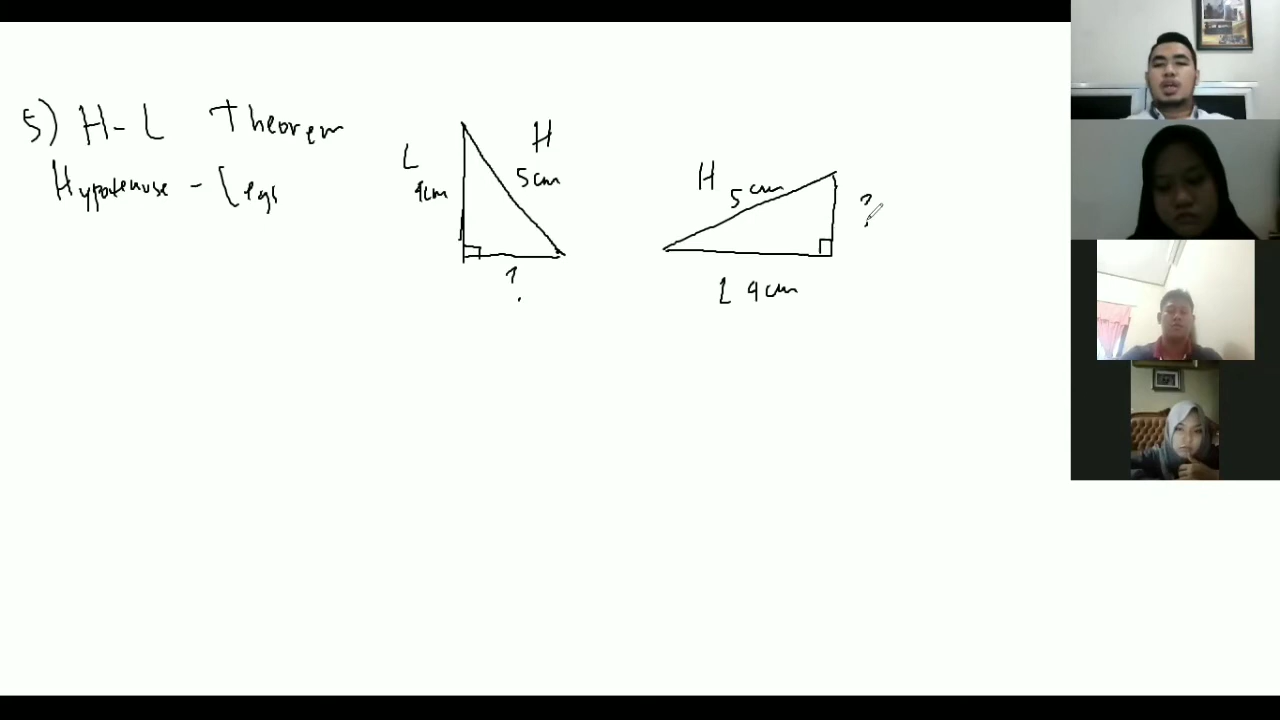 5) H-L Theorem
Hypotenuse - Legs
L
4cm
H
5cm
?
H
5cm
?
L 4cm